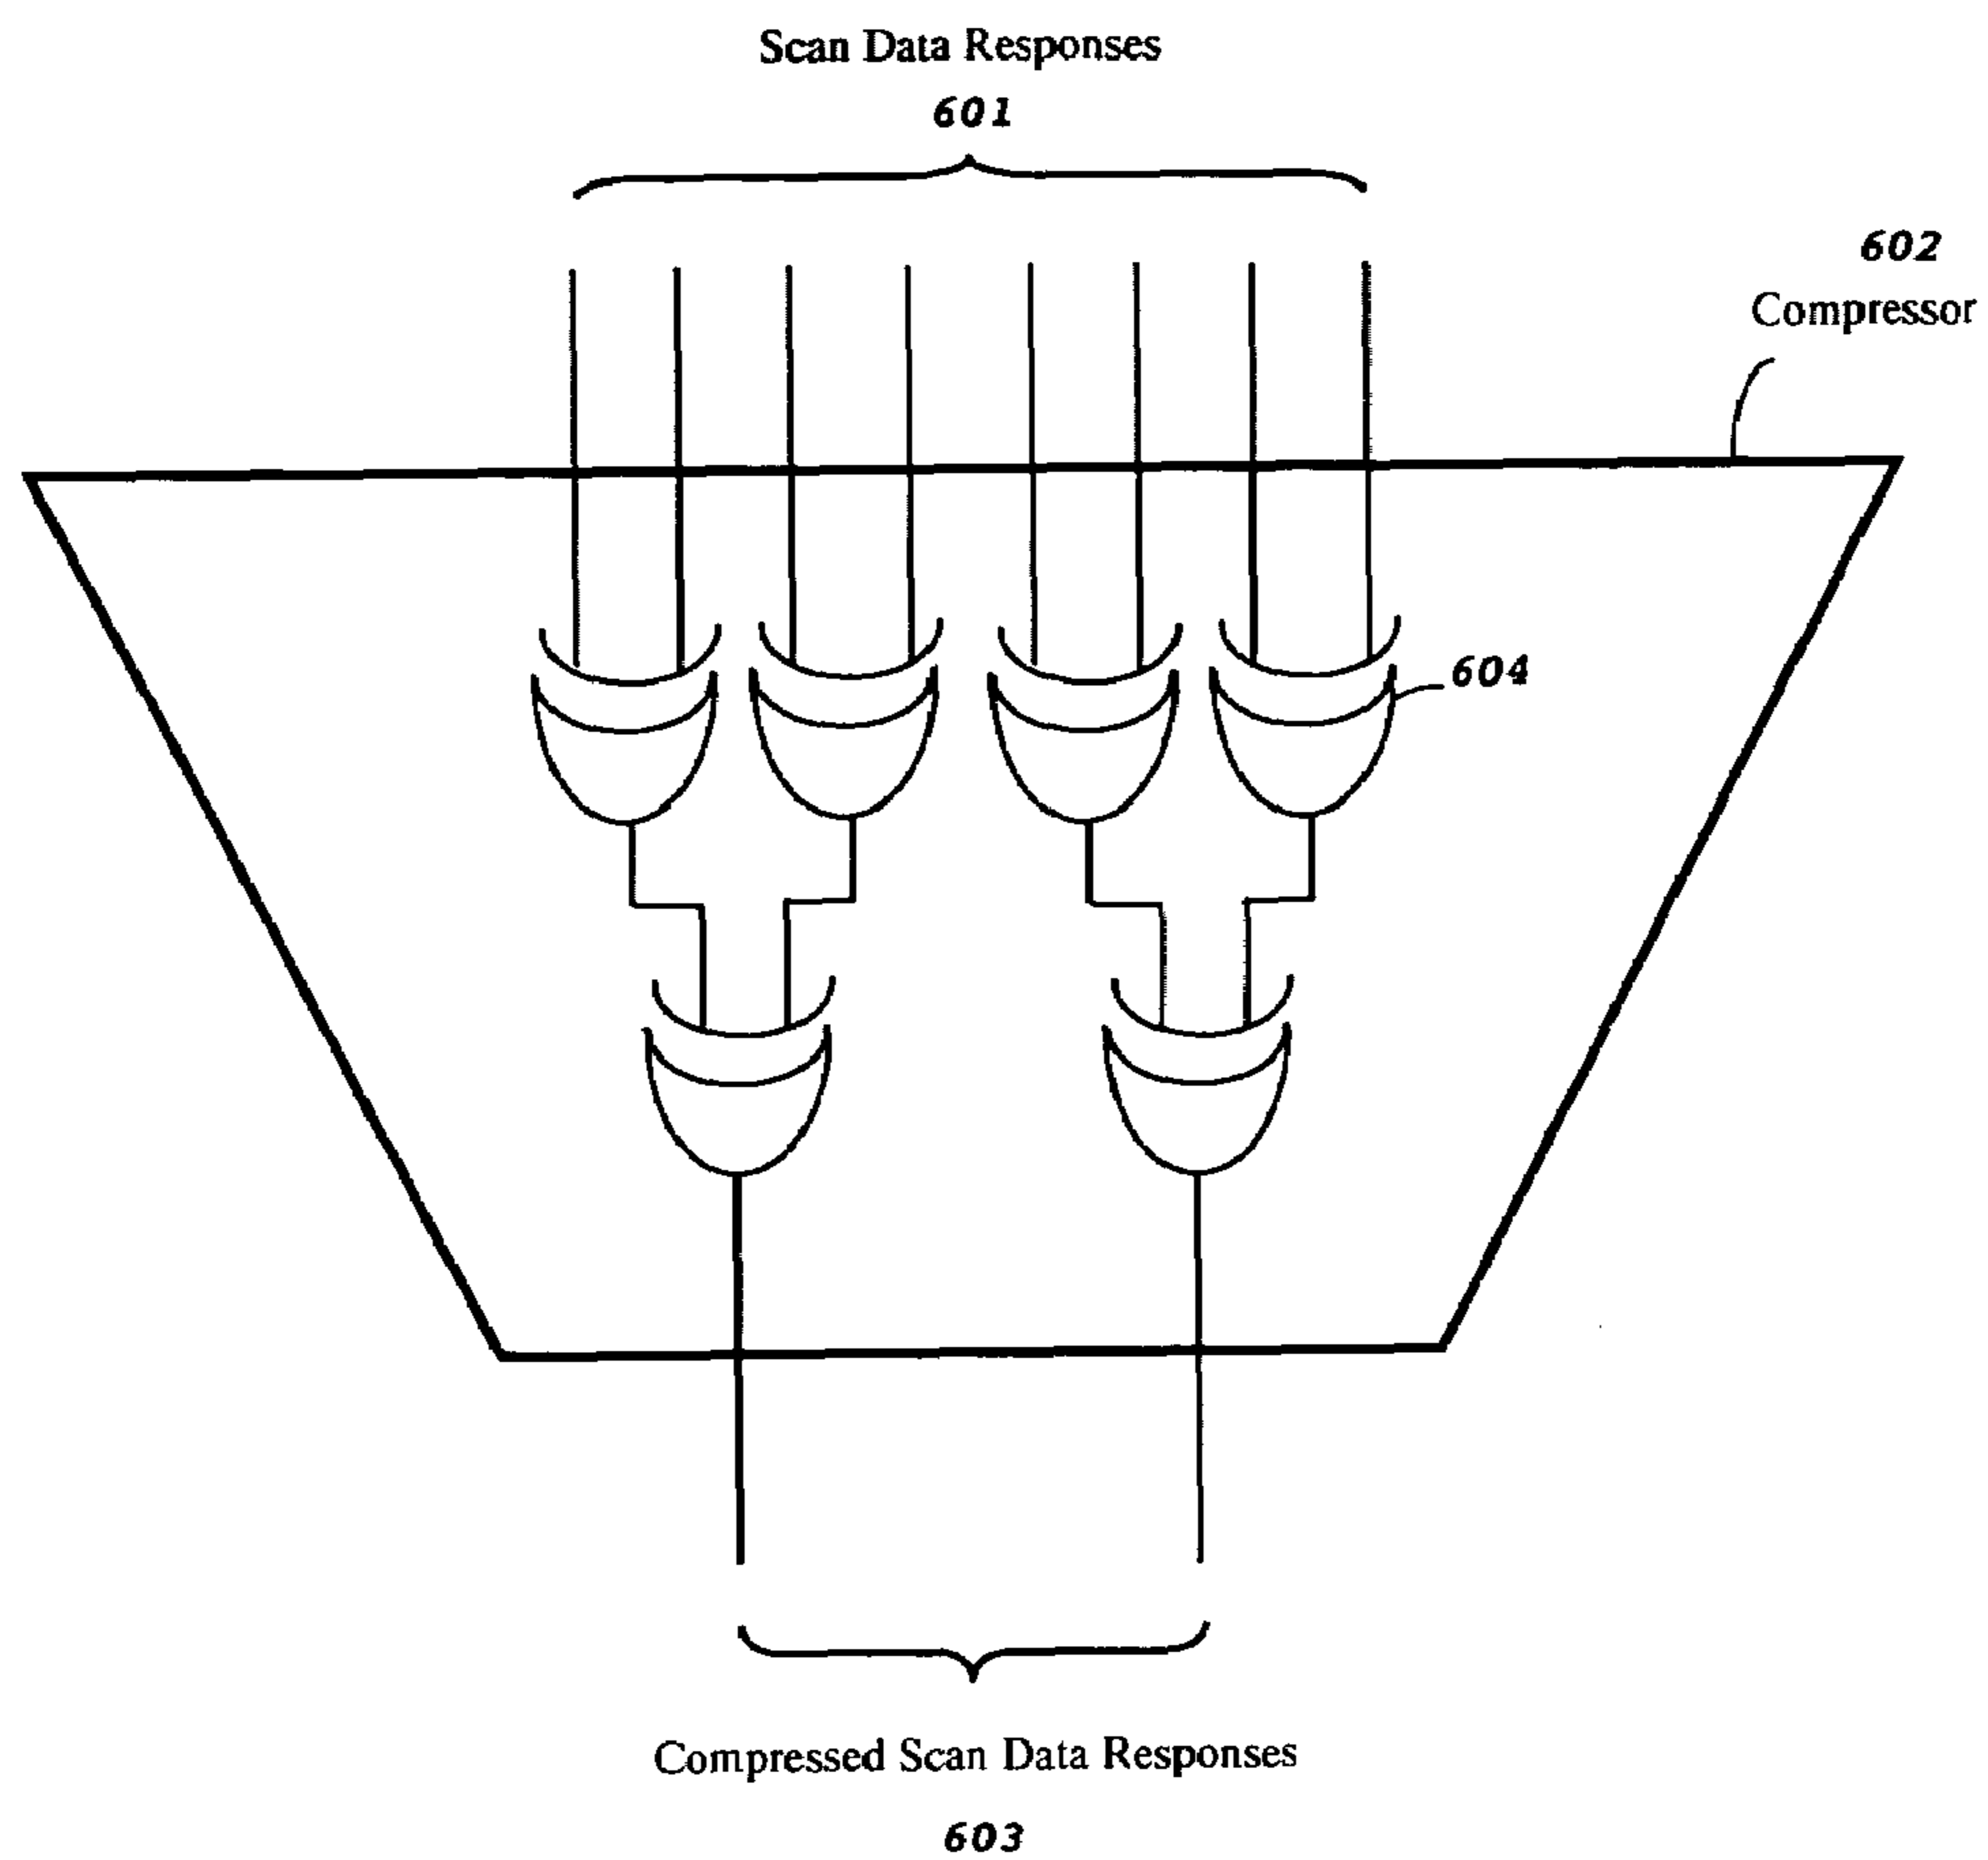 Scan Data Responses
601
602
Compressor
604
Compressed Scan Data Responses
603